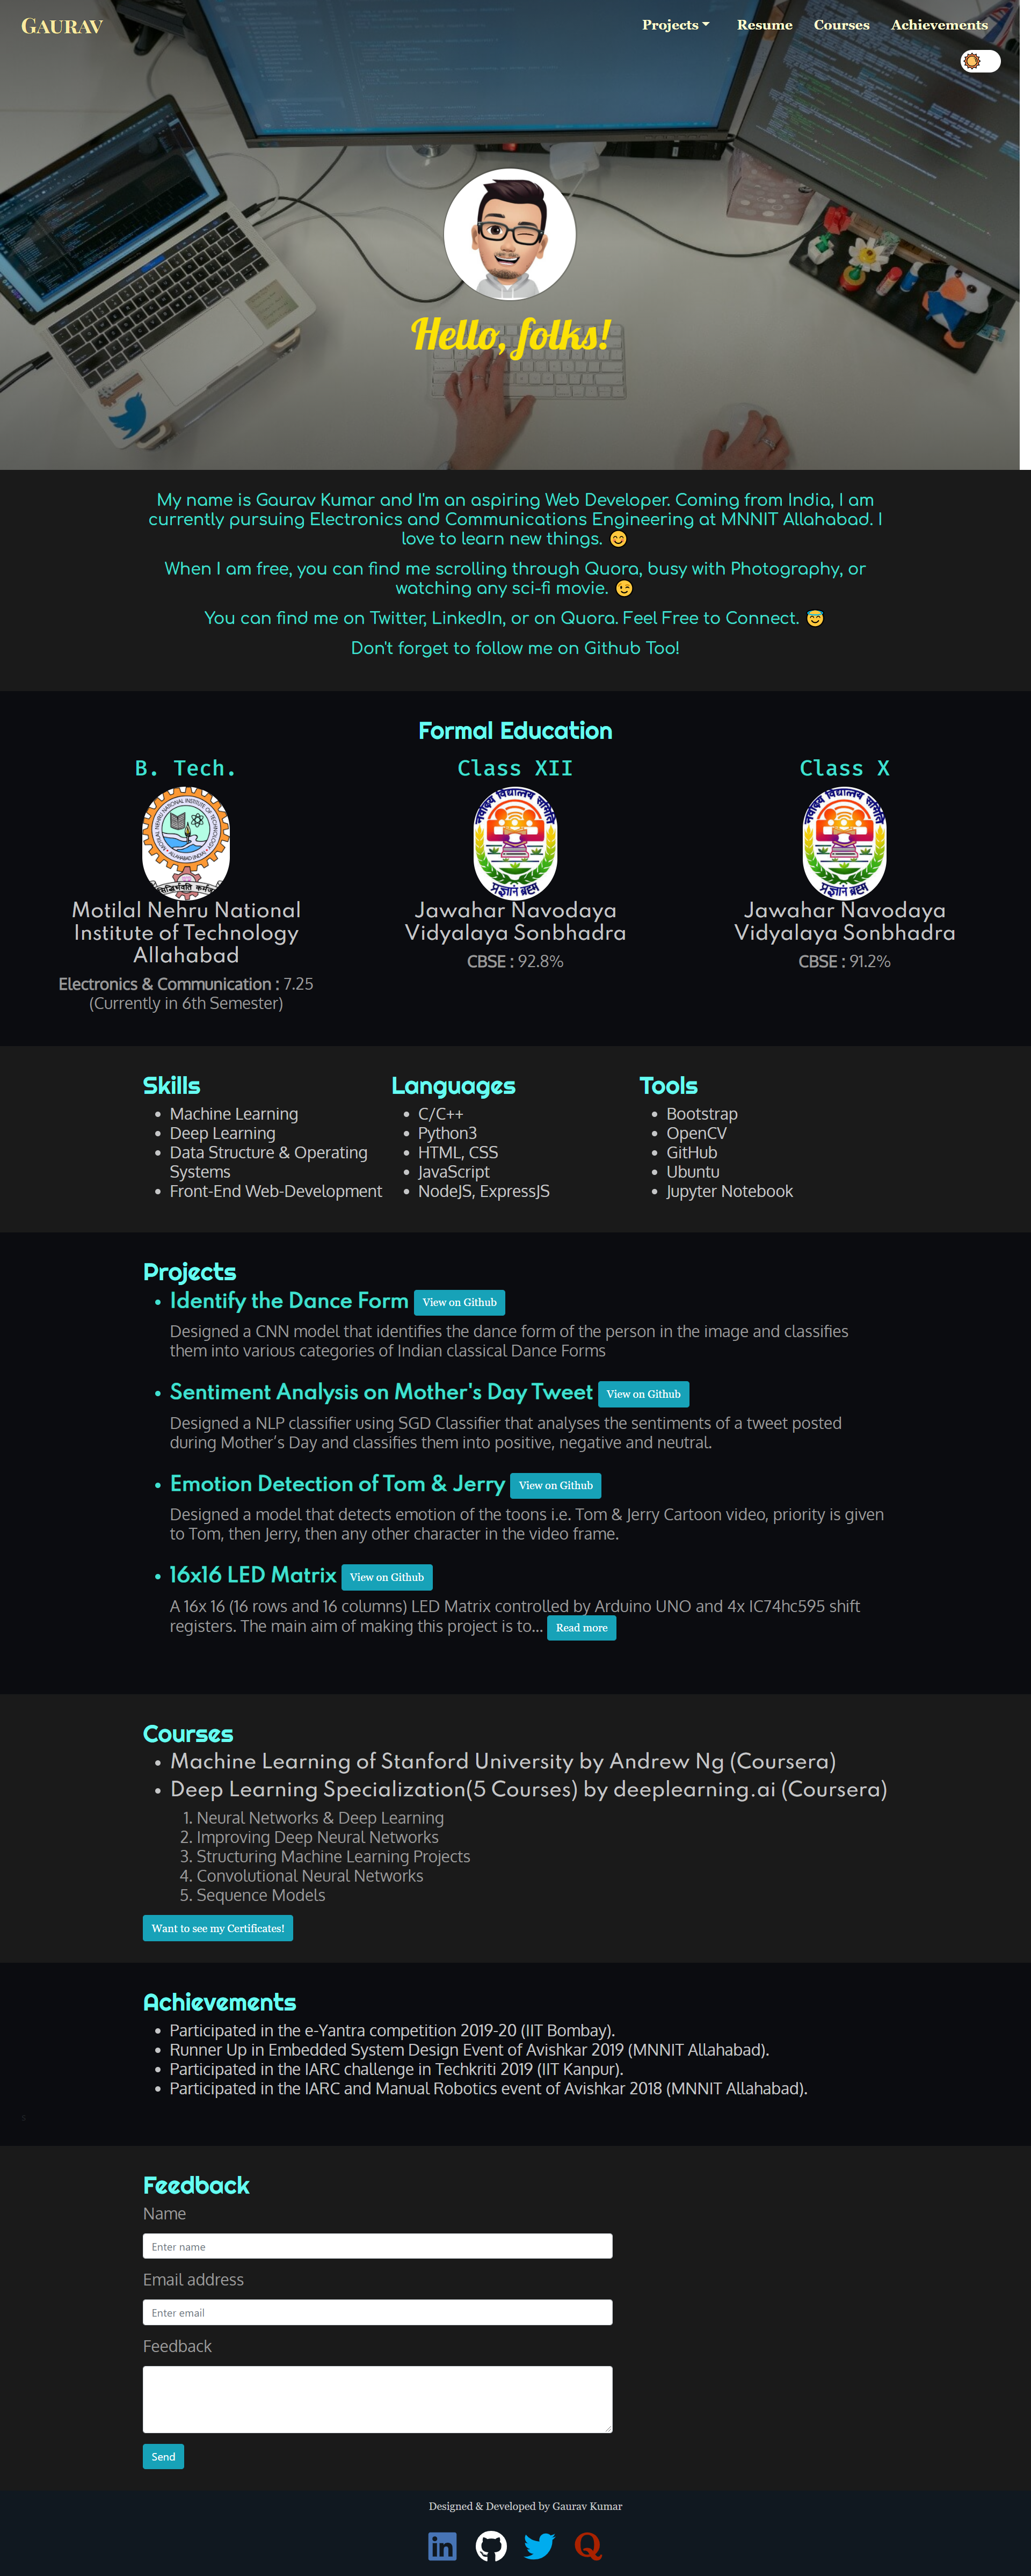 GAURAV
Projects
Resume
Courses
Achievements
Hello, folks!
My name is Gaurav Kumar and I'm an aspiring Web Developer. Coming from India, I am
currently pursuing Electronics and Communications Engineering at MNNIT Allahabad. I
love to learn new things. 😊
When I am free, you can find me scrolling through Quora, busy with Photography, or
watching any sci-fi movie. 😉
You can find me on Twitter, LinkedIn, or on Quora. Feel Free to Connect. 😇
Don't forget to follow me on Github Too!
Formal Education
B. Tech.
Motilal Nehru National
Institute of Technology
Allahabad
Electronics & Communication : 7.25
(Currently in 6th Semester)
Class XII
नवोदय विद्यालय समिति
प्रज्ञानं ब्रह्म
Jawahar Navodaya
Vidyalaya Sonbhadra
CBSE : 92.8%
Class X
नवोदय विद्यालय समिति
प्रज्ञानं ब्रह्म
Jawahar Navodaya
Vidyalaya Sonbhadra
CBSE : 91.2%
Skills
• Machine Learning
• Deep Learning
• Data Structure & Operating
Systems
• Front-End Web-Development
Languages
• C/C++
• Python3
• HTML, CSS
• JavaScript
• NodeJS, ExpressJS
Tools
• Bootstrap
• OpenCV
• GitHub
• Ubuntu
• Jupyter Notebook
Projects
• Identify the Dance Form View on Github
Designed a CNN model that identifies the dance form of the person in the image and classifies
them into various categories of Indian classical Dance Forms
• Sentiment Analysis on Mother's Day Tweet View on Github
Designed a NLP classifier using SGD Classifier that analyses the sentiments of a tweet posted
during Mother’s Day and classifies them into positive, negative and neutral.
• Emotion Detection of Tom & Jerry View on Github
Designed a model that detects emotion of the toons i.e. Tom & Jerry Cartoon video, priority is given
to Tom, then Jerry, then any other character in the video frame.
• 16x16 LED Matrix View on Github
A 16x 16 (16 rows and 16 columns) LED Matrix controlled by Arduino UNO and 4x IC74hc595 shift
registers. The main aim of making this project is to... Read more
Courses
• Machine Learning of Stanford University by Andrew Ng (Coursera)
• Deep Learning Specialization(5 Courses) by deeplearning.ai (Coursera)
1. Neural Networks & Deep Learning
2. Improving Deep Neural Networks
3. Structuring Machine Learning Projects
4. Convolutional Neural Networks
5. Sequence Models
Want to see my Certificates!
Achievements
• Participated in the e-Yantra competition 2019-20 (IIT Bombay).
• Runner Up in Embedded System Design Event of Avishkar 2019 (MNNIT Allahabad).
• Participated in the IARC challenge in Techkriti 2019 (IIT Kanpur).
• Participated in the IARC and Manual Robotics event of Avishkar 2018 (MNNIT Allahabad).
Feedback
Name
Enter name
Email address
Enter email
Feedback
Send
Designed & Developed by Gaurav Kumar
in
Q